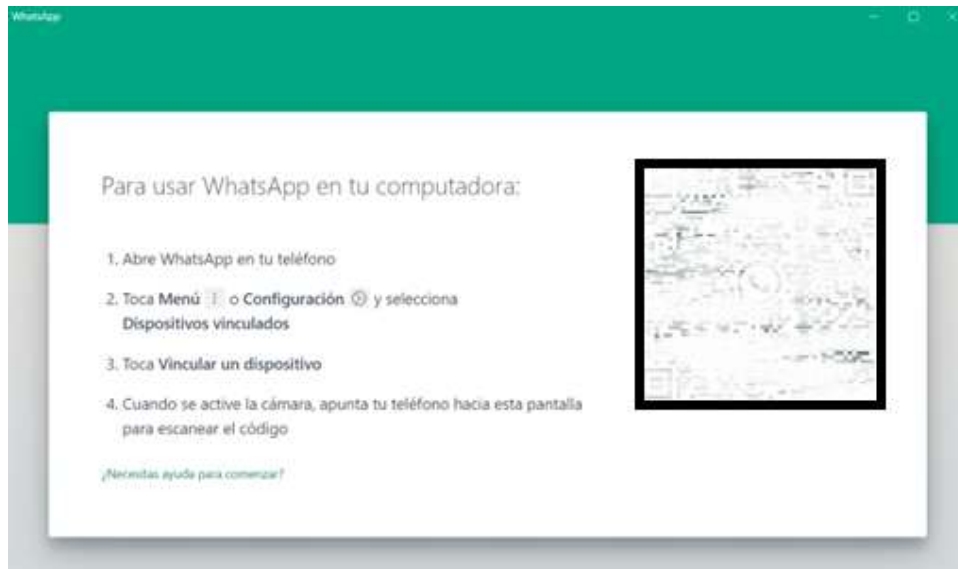 WhatsApp
Para usar WhatsApp en tu computadora:
1. Abre WhatsApp en tu teléfono
2. Toca Menú o Configuración y selecciona
Dispositivos vinculados
3. Toca Vincular un dispositivo
4. Cuando se active la cámara, apunta tu teléfono hacia esta pantalla
para escanear el código
¿Necesitas ayuda para comenzar?